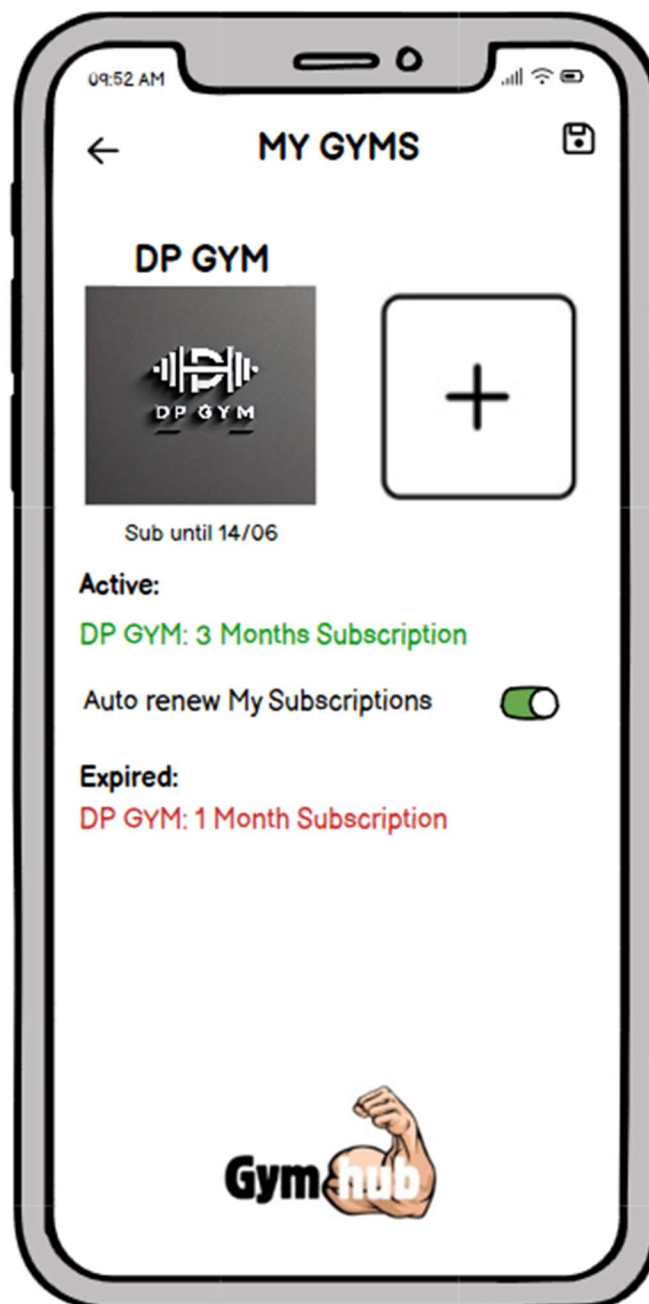 09:52 AM
MY GYMS
DP GYM
DP GYM
Sub until 14/06
Active:
DP GYM: 3 Months Subscription
Auto renew My Subscriptions
Expired:
DP GYM: 1 Month Subscription
Gym hub